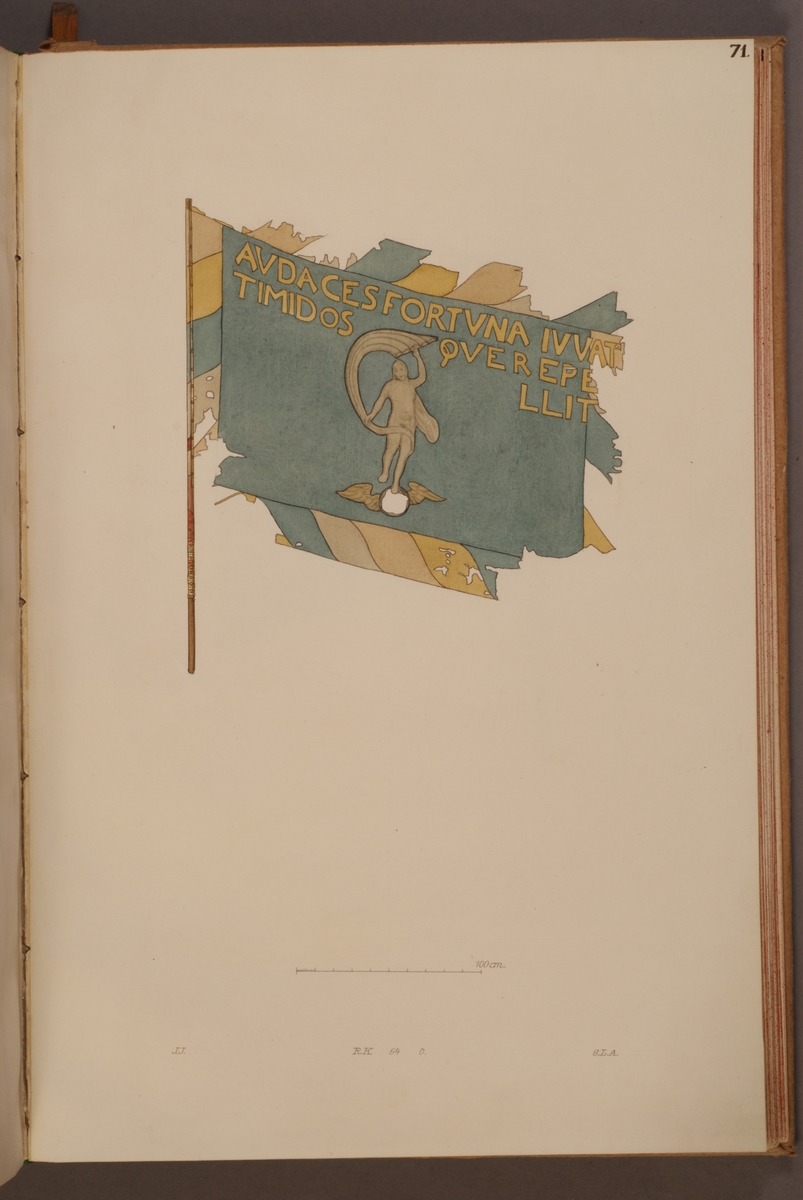 71.
AVDACES FORTVNA IVVAT
TIMIDOS QVE REPE
LLIT
100 cm.
J.J. R.K. 64 C. S.L.A.